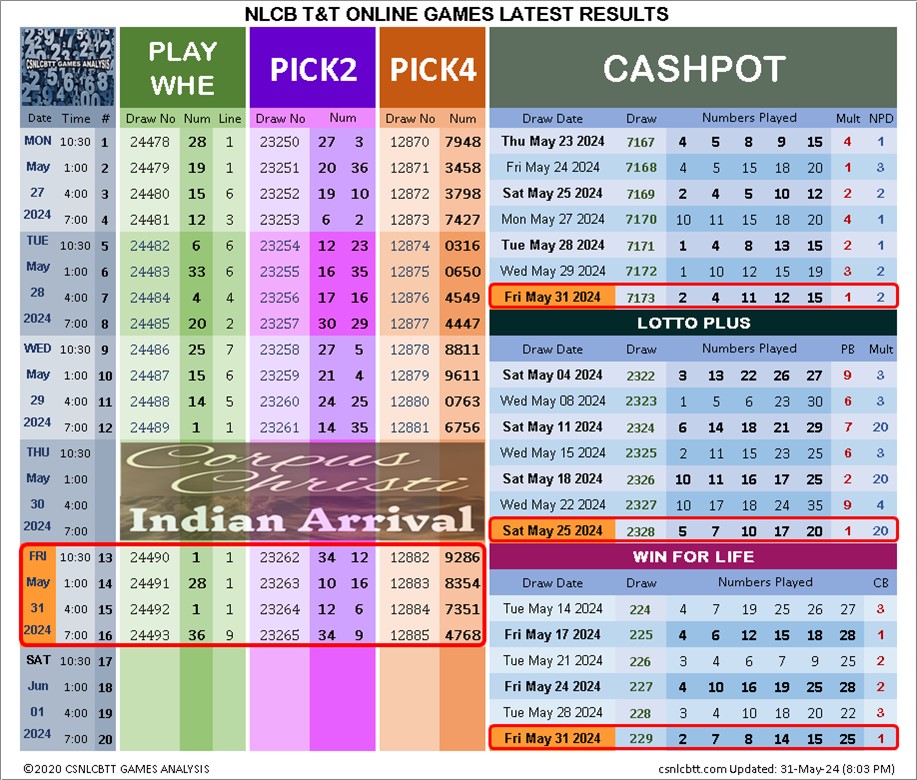 NLCB T&T ONLINE GAMES LATEST RESULTS
CSNLCBTT GAMES ANALYSIS
PLAY WHE PICK2 PICK4 CASHPOT
Date Time # Draw No Num Line Draw No Num Draw No Num
MON 10:30 1 24478 28 1 23250 27 3 12870 7948
May 1:00 2 24479 19 1 23251 20 36 12871 3458
27 4:00 3 24480 15 6 23252 19 10 12872 3798
2024 7:00 4 24481 12 3 23253 6 2 12873 7427
TUE 10:30 5 24482 6 6 23254 12 23 12874 0316
May 1:00 6 24483 33 6 23255 16 35 12875 0650
28 4:00 7 24484 4 4 23256 17 16 12876 4549
2024 7:00 8 24485 20 2 23257 30 29 12877 4447
WED 10:30 9 24486 25 7 23258 27 5 12878 8811
May 1:00 10 24487 15 6 23259 21 4 12879 9611
29 4:00 11 24488 14 5 23260 24 25 12880 0763
2024 7:00 12 24489 1 1 23261 14 35 12881 6756
THU 10:30
May 1:00
30 4:00
2024 7:00
Corpus
Christi
Indian Arrival
FRI 10:30 13 24490 1 1 23262 34 12 12882 9286
May 1:00 14 24491 28 1 23263 10 16 12883 8354
31 4:00 15 24492 1 1 23264 12 6 12884 7351
2024 7:00 16 24493 36 9 23265 34 9 12885 4768
SAT 10:30 17
Jun 1:00 18
01 4:00 19
2024 7:00 20
Draw Date Draw Numbers Played Mult NPD
Thu May 23 2024 7167 4 5 8 9 15 4 1
Fri May 24 2024 7168 4 5 15 18 20 1 3
Sat May 25 2024 7169 2 4 5 10 12 2 2
Mon May 27 2024 7170 10 11 15 18 20 4 1
Tue May 28 2024 7171 1 4 8 13 15 2 1
Wed May 29 2024 7172 1 10 12 15 19 3 2
Fri May 31 2024 7173 2 4 11 12 15 1 2
LOTTO PLUS
Draw Date Draw Numbers Played PB Mult
Sat May 04 2024 2322 3 13 22 26 27 9 3
Wed May 08 2024 2323 1 5 6 23 30 6 3
Sat May 11 2024 2324 6 14 18 21 29 7 20
Wed May 15 2024 2325 2 11 15 23 25 6 3
Sat May 18 2024 2326 10 11 16 17 25 2 20
Wed May 22 2024 2327 10 17 18 24 35 9 4
Sat May 25 2024 2328 5 7 10 17 20 1 20
WIN FOR LIFE
Draw Date Draw Numbers Played CB
Tue May 14 2024 224 4 7 19 25 26 27 3
Fri May 17 2024 225 4 6 12 15 18 28 1
Tue May 21 2024 226 3 4 6 7 9 25 2
Fri May 24 2024 227 4 10 16 19 25 28 2
Tue May 28 2024 228 3 4 10 18 20 22 3
Fri May 31 2024 229 2 7 8 14 15 25 1
©2020 CSNLCBTT GAMES ANALYSIS
csnlcbtt.com Updated: 31-May-24 (8:03 PM)